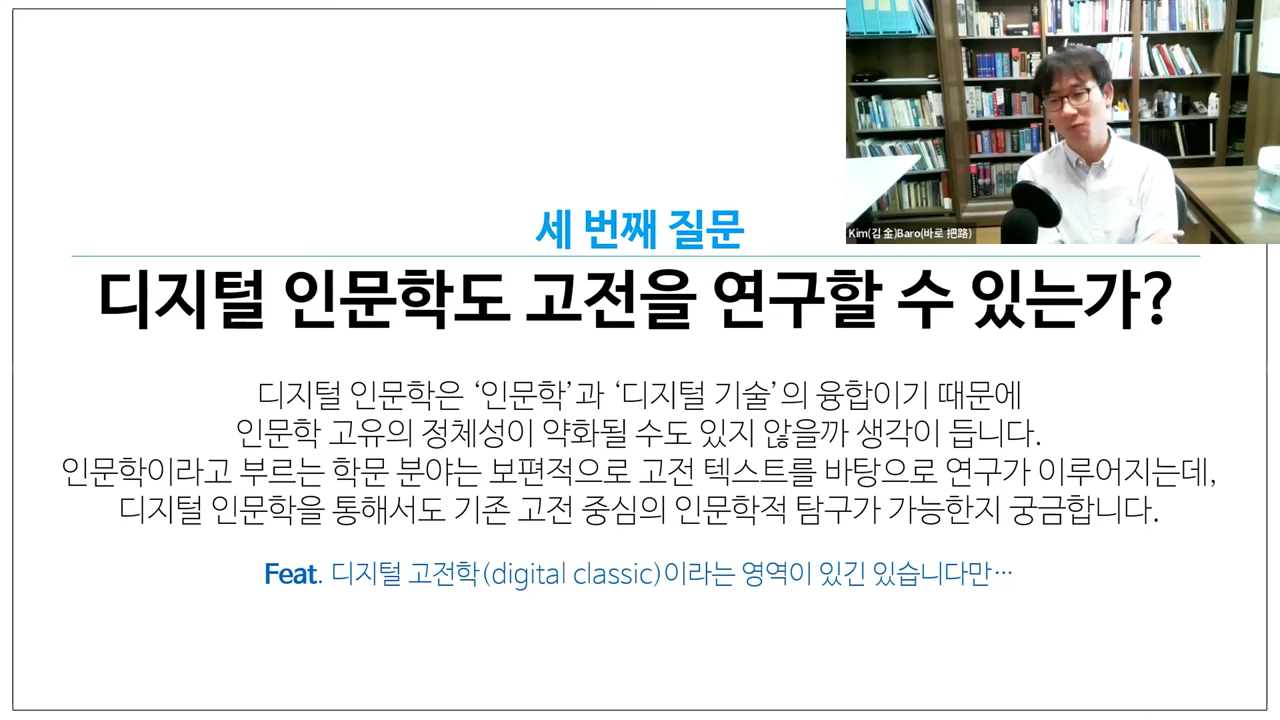 세 번째 질문
디지털 인문학도 고전을 연구할 수 있는가?
디지털 인문학은 ‘인문학’과 ‘디지털 기술’의 융합이기 때문에
인문학 고유의 정체성이 약화될 수도 있지 않을까 생각이 듭니다.
인문학이라고 부르는 학문 분야는 보편적으로 고전 텍스트를 바탕으로 연구가 이루어지는데,
디지털 인문학을 통해서도 기존 고전 중심의 인문학적 탐구가 가능한지 궁금합니다.
Feat. 디지털 고전학(digital classic)이라는 영역이 있긴 있습니다만…
Kim(김 金)Baro(바로 把路)